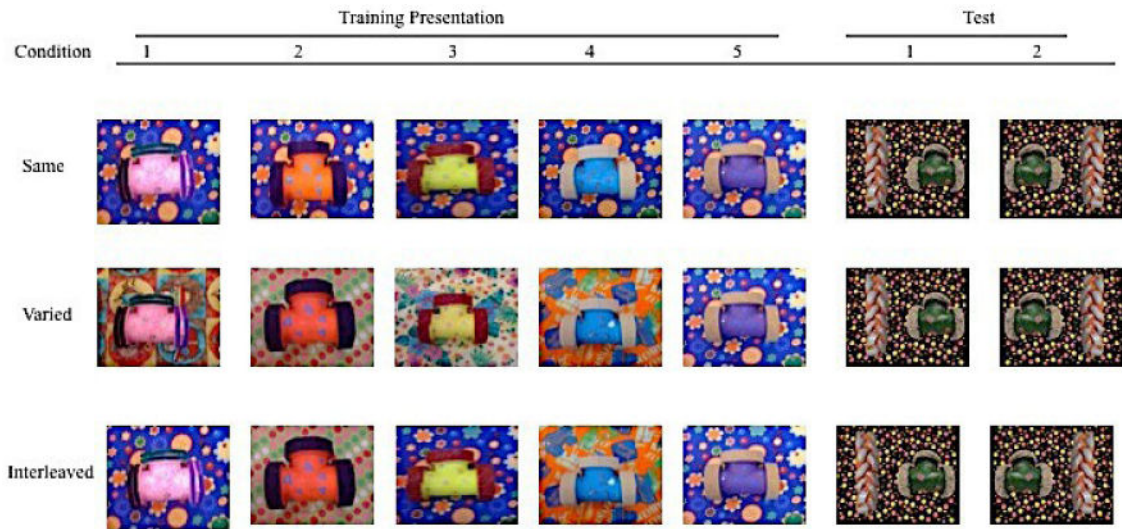 Training Presentation Test
Condition 1 2 3 4 5 1 2
Same
Varied
Interleaved